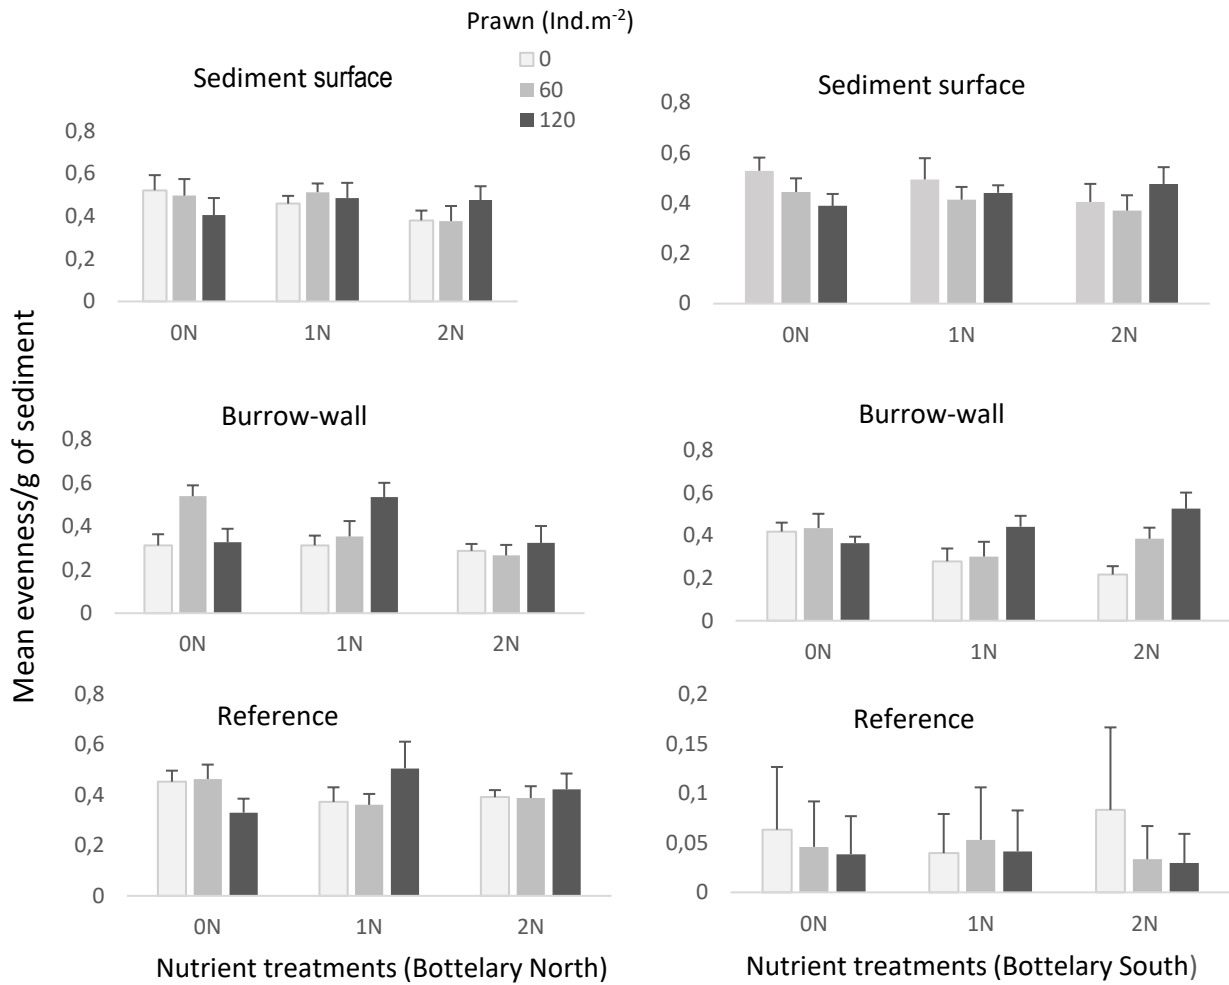 Prawn (Ind.m-2)
0
60
120
Sediment surface
0,8
0,6
0,4
0,2
0
0N 1N 2N
Sediment surface
0,8
0,6
0,4
0,2
0
0N 1N 2N
Mean evenness/g of sediment
Burrow-wall
0,8
0,6
0,4
0,2
0
0N 1N 2N
Burrow-wall
0,8
0,6
0,4
0,2
0
0N 1N 2N
Reference
0,8
0,6
0,4
0,2
0
0N 1N 2N
Nutrient treatments (Bottelary North)
Reference
0,2
0,15
0,1
0,05
0
0N 1N 2N
Nutrient treatments (Bottelary South)